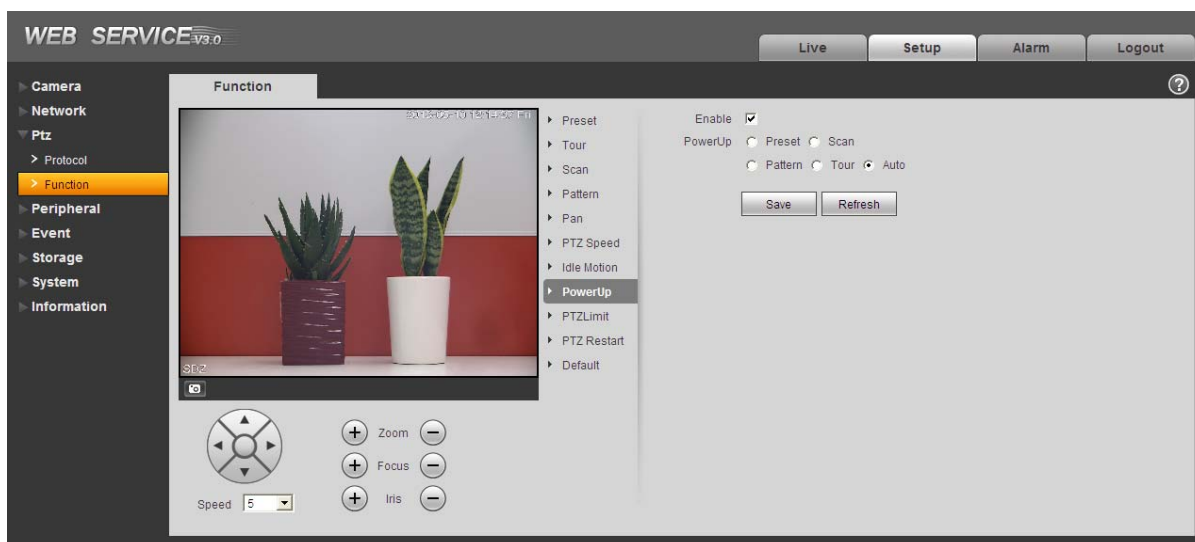 WEB SERVICE V3.0
Live
Setup
Alarm
Logout
Camera
Network
Ptz
Protocol
Function
Peripheral
Event
Storage
System
Information
Function
SDZ
Speed 5
Zoom
Focus
Iris
Preset
Tour
Scan
Pattern
Pan
PTZ Speed
Idle Motion
PowerUp
PTZLimit
PTZ Restart
Default
Enable
PowerUp Preset Scan
Pattern Tour Auto
Save Refresh